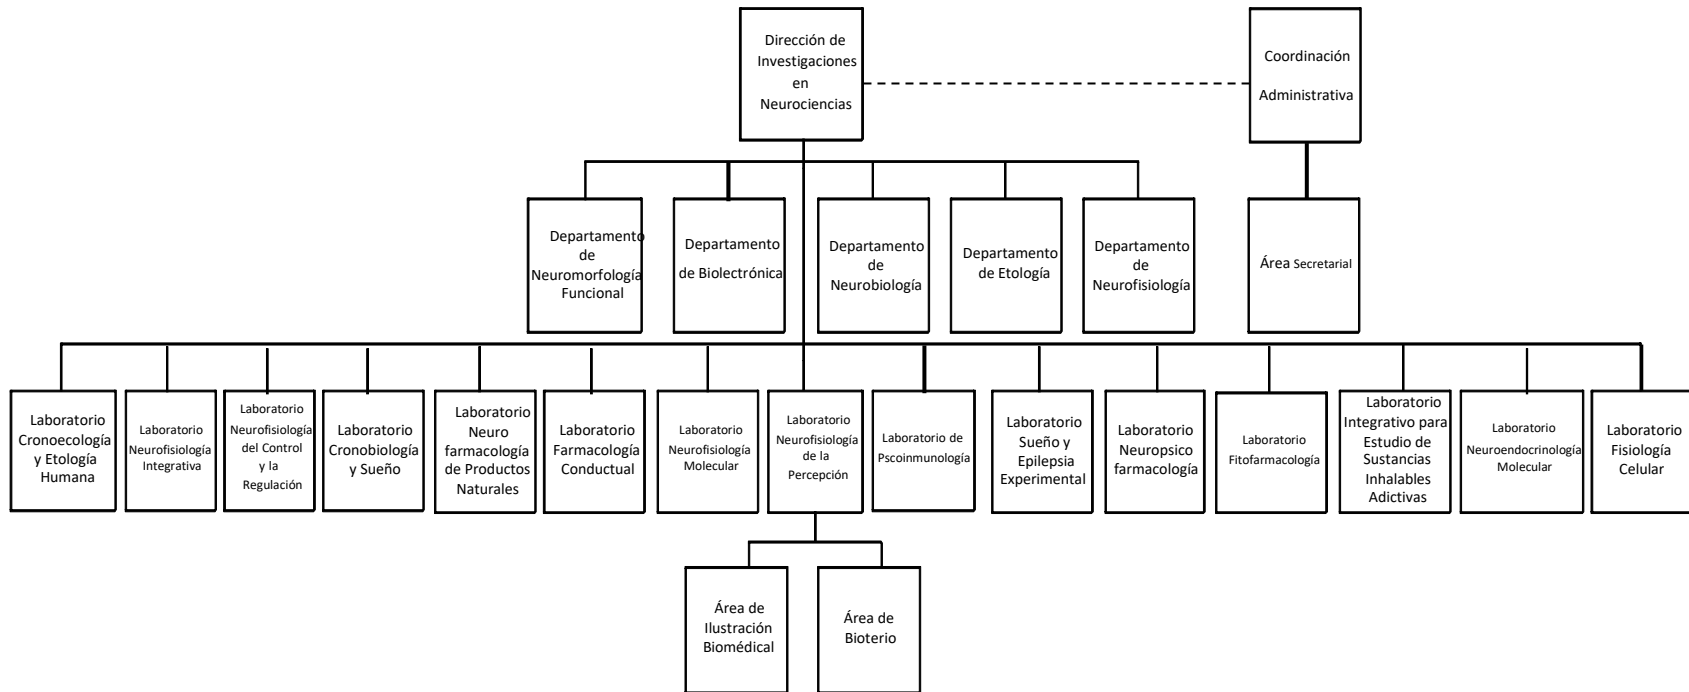 Dirección de
Investigaciones
en
Neurociencias
Coordinación
Administrativa
Departamento
de
Neuromorfología
Funcional
Departamento
de Biolectrónica
Departamento
de
Neurobiología
Departamento
de Etología
Departamento
de
Neurofisiología
Área Secretarial
Laboratorio
Cronoecología
y Etología
Humana
Laboratorio
Neurofisiología
Integrativa
Laboratorio
Neurofisiología
del Control
y la
Regulación
Laboratorio
Cronobiología
y Sueño
Laboratorio
Neuro
farmacología
de Productos
Naturales
Laboratorio
Farmacología
Conductual
Laboratorio
Neurofisiología
Molecular
Laboratorio
Neurofisiología
de la
Percepción
Laboratorio de
Pscoinmunología
Laboratorio
Sueño y
Epilepsia
Experimental
Laboratorio
Neuropsico
farmacología
Laboratorio
Fitofarmacología
Laboratorio
Integrativo para
Estudio de
Sustancias
Inhalables
Adictivas
Laboratorio
Neuroendocrinología
Molecular
Laboratorio
Fisiología
Celular
Área de
Ilustración
Biomédical
Área de
Bioterio